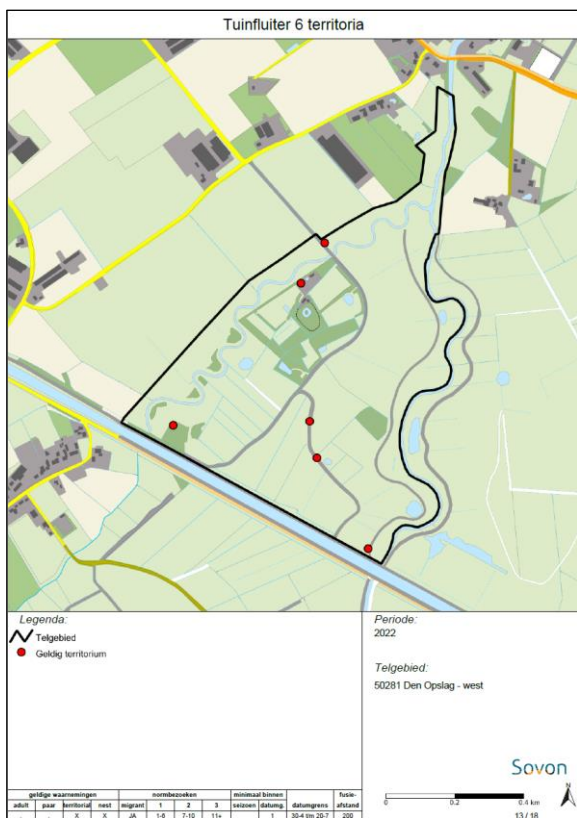 Tuinfluiter 6 territoria
Legenda:
Telgebied
Geldig territorium
Periode:
2022
Telgebied:
50281 Den Opslag - west
Sovon
0 0.2 0.4 km
N
13 / 18
geldige waarnemingen normbezoeken minimaal binnen fusie-
adult paar territoriaal nest migrant 1 2 3 seizoen datumg. datumgrens afstand
. . X X JA 1-6 7-10 11+ . 1 30-4 t/m 20-7 200